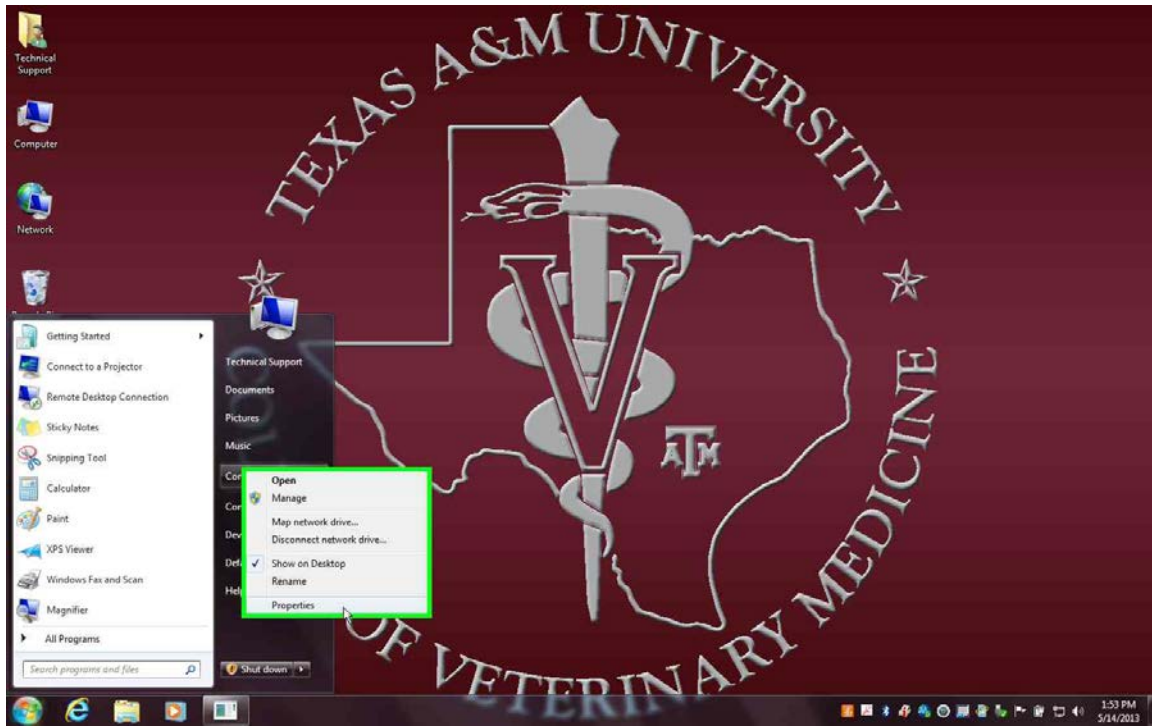 TEXAS A&M UNIVERSITY
Technical
Support
Computer
Network
V
ATM
OF VETERINARY MEDICINE
Getting Started
Connect to a Projector
Remote Desktop Connection
Sticky Notes
Snipping Tool
Calculator
Paint
XPS Viewer
Windows Fax and Scan
Magnifier
All Programs
Search programs and files
Technical Support
Documents
Pictures
Music
Open
Manage
Map network drive...
Disconnect network drive...
Show on Desktop
Rename
Properties
Shut down
1:53 PM
5/14/2013